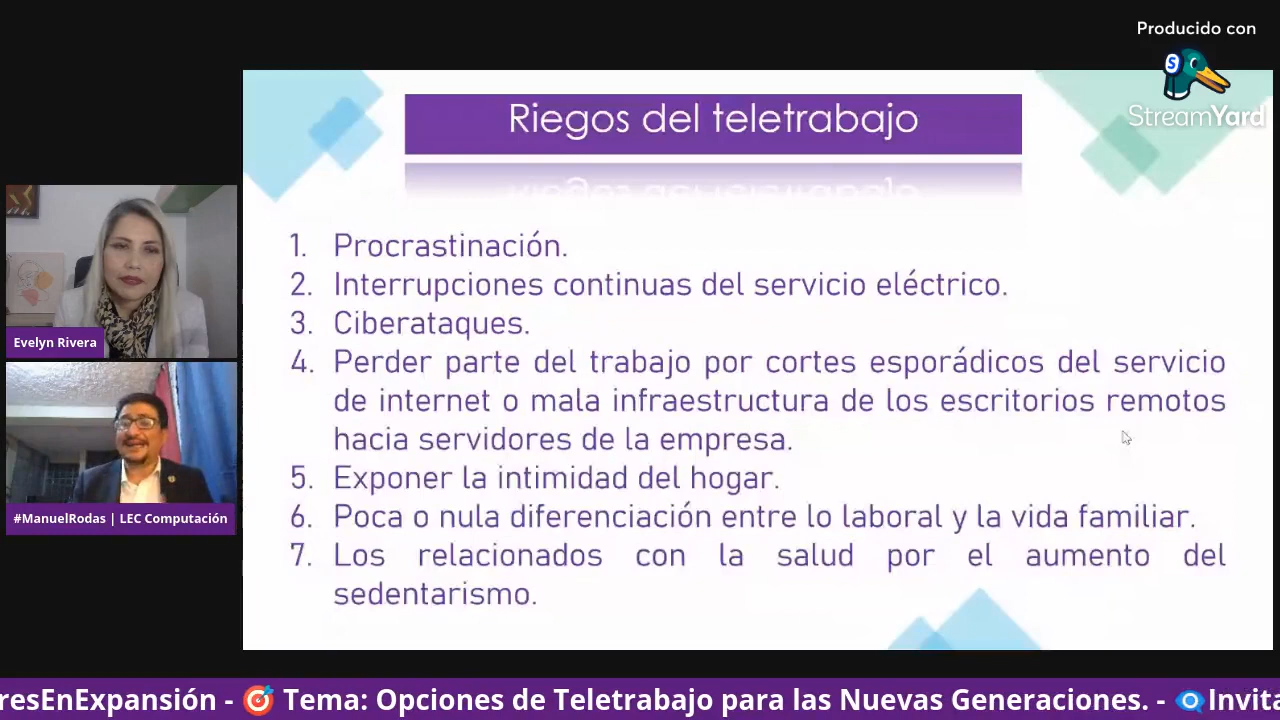 Producido con
StreamYard
Riegos del teletrabajo
1. Procrastinación.
2. Interrupciones continuas del servicio eléctrico.
3. Ciberataques.
4. Perder parte del trabajo por cortes esporádicos del servicio
de internet o mala infraestructura de los escritorios remotos
hacia servidores de la empresa.
5. Exponer la intimidad del hogar.
6. Poca o nula diferenciación entre lo laboral y la vida familiar.
7. Los relacionados con la salud por el aumento del
sedentarismo.
Evelyn Rivera
#ManuelRodas | LEC Computación
resEnExpansión - 🎯 Tema: Opciones de Teletrabajo para las Nuevas Generaciones. - 👁️‍🗨️Invita